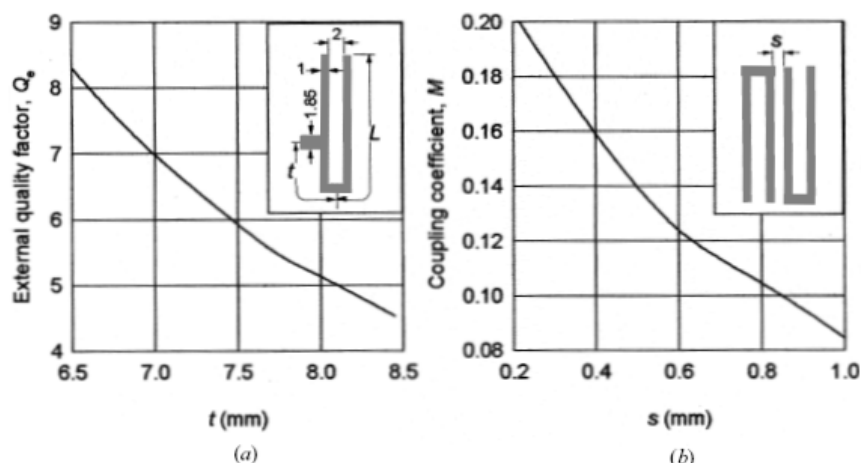 External quality factor, Qe
9
8
7
6
5
4
6.5 7.0 7.5 8.0 8.5
t (mm)
2
1
1.85
L
t
(a)
Coupling coefficient, M
0.20
0.18
0.16
0.14
0.12
0.10
0.08
0.2 0.4 0.6 0.8 1.0
s (mm)
s
(b)